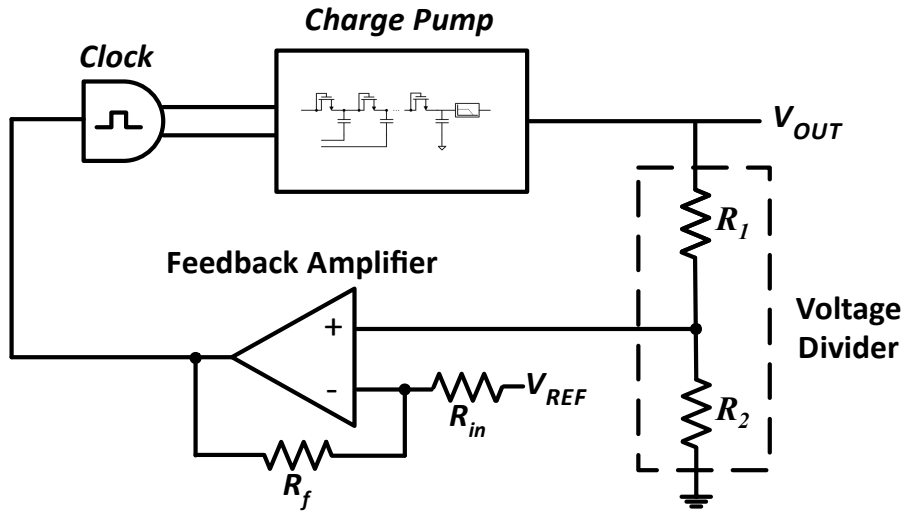 Charge Pump
Clock
V_OUT
R_1
Feedback Amplifier
Voltage
Divider
+
-
V_REF
R_in
R_2
R_f